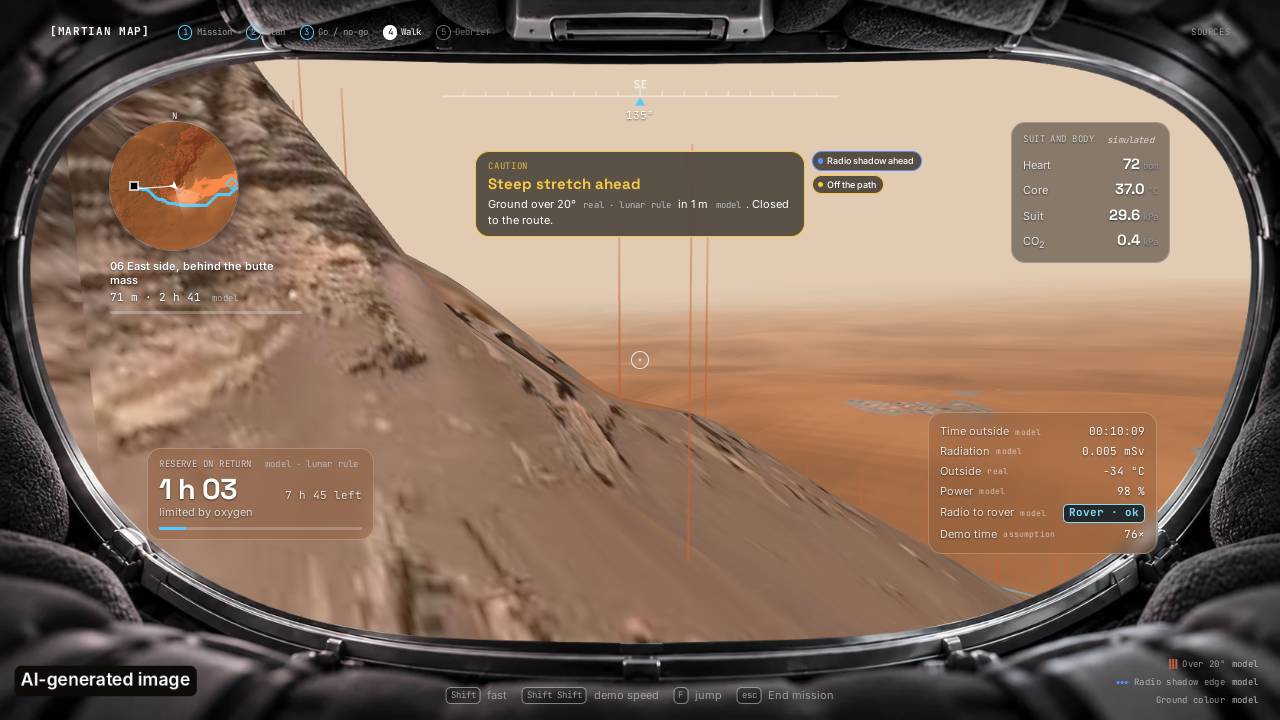 [MARTIAN MAP]
1 Mission
2 Plan
3 Go / no-go
4 Walk
5 Debrief
SOURCES
SE
135°
N
06 East side, behind the butte
mass
71 m · 2 h 41 model
CAUTION
Steep stretch ahead
Ground over 20° real · lunar rule in 1 m model . Closed
to the route.
Radio shadow ahead
Off the path
SUIT AND BODY simulated
Heart 72 bpm
Core 37.0 °C
Suit 29.6 kPa
CO2 0.4 kPa
RESERVE ON RETURN model · lunar rule
1 h 03 7 h 45 left
limited by oxygen
Time outside model 00:10:09
Radiation model 0.005 mSv
Outside real -34 °C
Power model 98 %
Radio to rover model Rover · ok
Demo time assumption 76×
AI-generated image
Shift fast Shift Shift demo speed F jump esc End mission
Over 20° model
Radio shadow edge model
Ground colour model